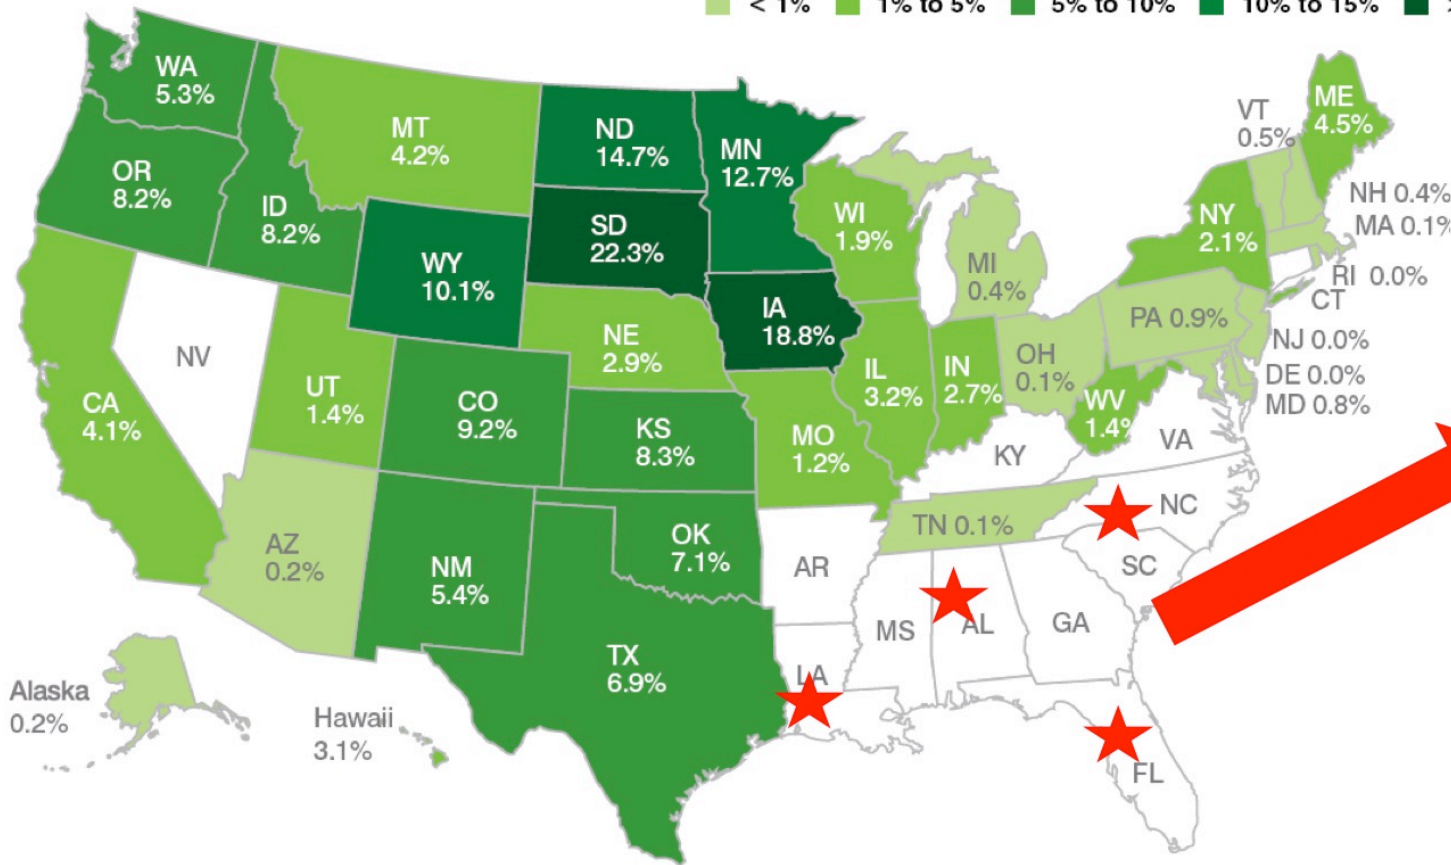 < 1%
1% to 5%
5% to 10%
10% to 15%
WA
5.3%
MT
4.2%
ND
14.7%
MN
12.7%
VT
0.5%
ME
4.5%
OR
8.2%
ID
8.2%
SD
22.3%
WI
1.9%
NY
2.1%
NH 0.4%
MA 0.1%
WY
10.1%
MI
0.4%
RI 0.0%
CT
IA
18.8%
PA 0.9%
NV
NE
2.9%
NJ 0.0%
OH
0.1%
IL
3.2%
IN
2.7%
DE 0.0%
MD 0.8%
CA
4.1%
UT
1.4%
CO
9.2%
KS
8.3%
MO
1.2%
WV
1.4%
VA
KY
NC
TN 0.1%
AZ
0.2%
NM
5.4%
OK
7.1%
AR
SC
MS
AL
GA
TX
6.9%
LA
Alaska
0.2%
Hawaii
3.1%
FL